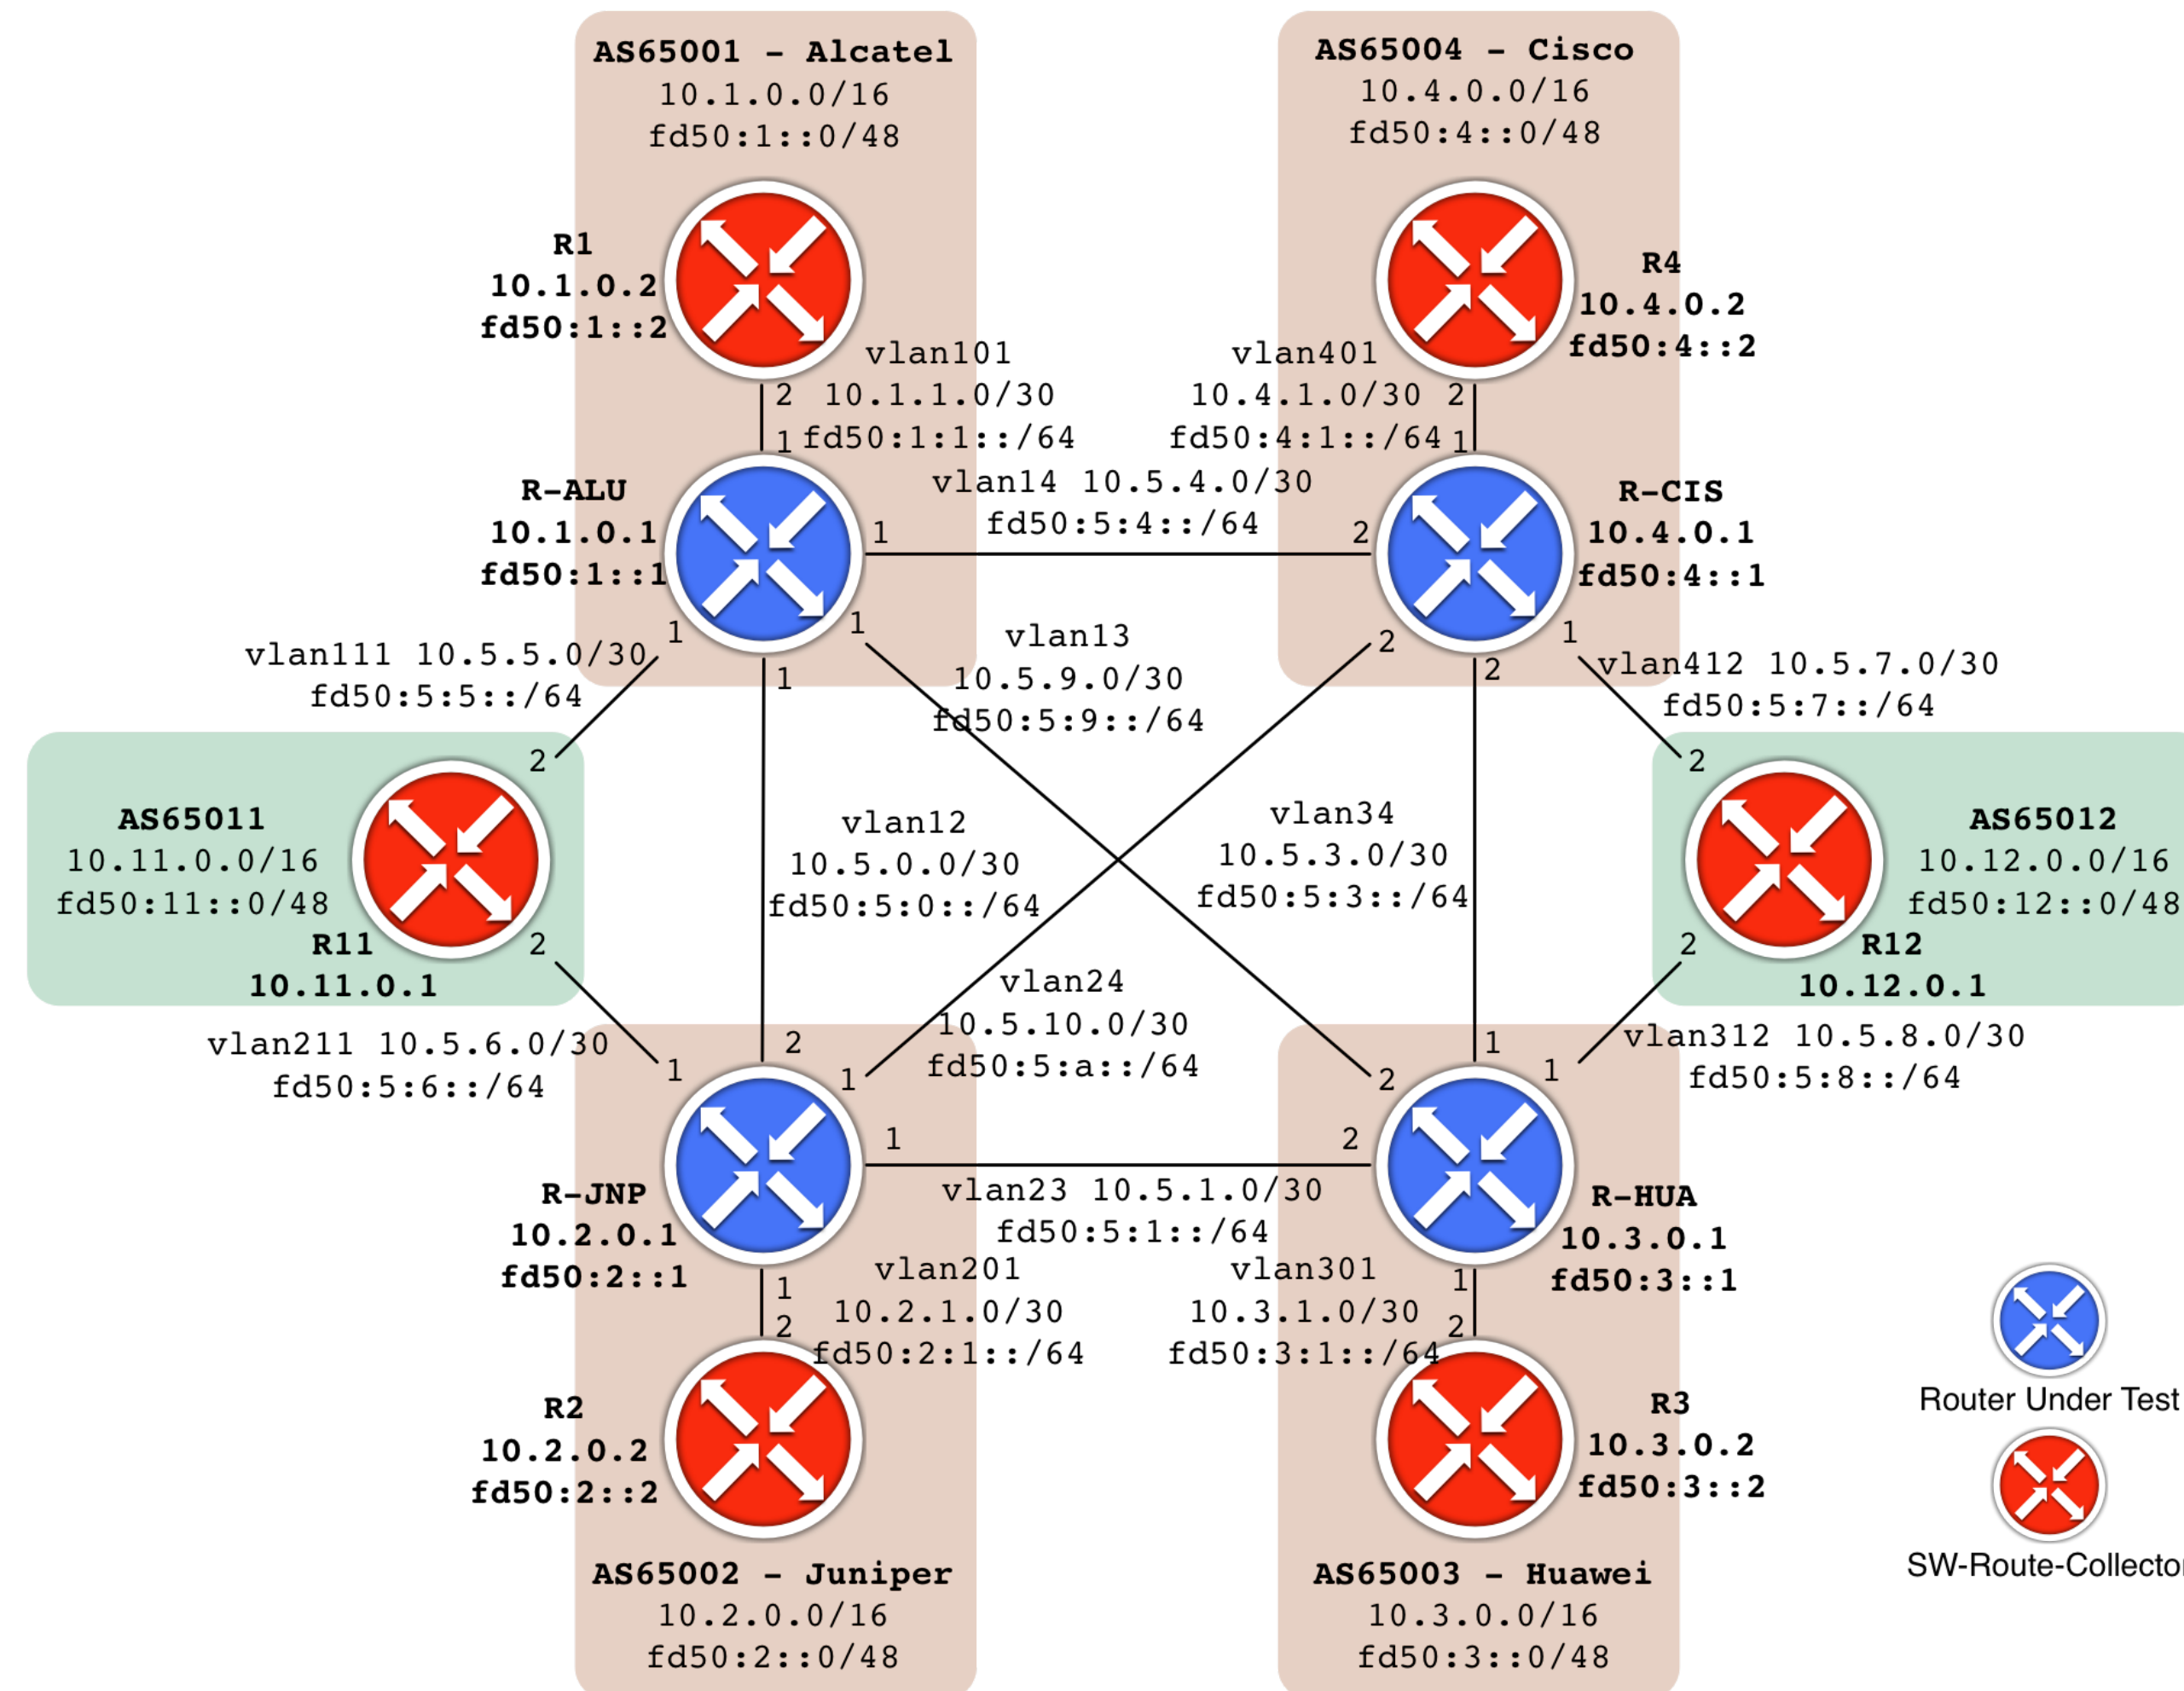 AS65001 – Alcatel
10.1.0.0/16
fd50:1::0/48
AS65004 – Cisco
10.4.0.0/16
fd50:4::0/48
R1
10.1.0.2
fd50:1::2
R4
10.4.0.2
fd50:4::2
vlan101
2 10.1.1.0/30
1 fd50:1:1::/64
vlan401
10.4.1.0/30 2
fd50:4:1::/64 1
R-ALU
10.1.0.1
fd50:1::1
vlan14 10.5.4.0/30
fd50:5:4::/64
1
2
R-CIS
10.4.0.1
fd50:4::1
1
1
1
2
2
1
vlan111 10.5.5.0/30
fd50:5:5::/64
vlan13
10.5.9.0/30
fd50:5:9::/64
vlan412 10.5.7.0/30
fd50:5:7::/64
2
2
AS65011
10.11.0.0/16
fd50:11::0/48
R11
10.11.0.1
2
vlan12
10.5.0.0/30
fd50:5:0::/64
vlan34
10.5.3.0/30
fd50:5:3::/64
AS65012
10.12.0.0/16
fd50:12::0/48
R12
10.12.0.1
2
vlan24
10.5.10.0/30
fd50:5:a::/64
vlan211 10.5.6.0/30
fd50:5:6::/64
vlan312 10.5.8.0/30
fd50:5:8::/64
1
2
1
2
1
1
1
2
R-JNP
10.2.0.1
fd50:2::1
vlan23 10.5.1.0/30
fd50:5:1::/64
R-HUA
10.3.0.1
fd50:3::1
1
2
vlan201
10.2.1.0/30
fd50:2:1::/64
vlan301
10.3.1.0/30
fd50:3:1::/64
1
2
R2
10.2.0.2
fd50:2::2
R3
10.3.0.2
fd50:3::2
Router Under Test
SW-Route-Collector
AS65002 – Juniper
10.2.0.0/16
fd50:2::0/48
AS65003 – Huawei
10.3.0.0/16
fd50:3::0/48